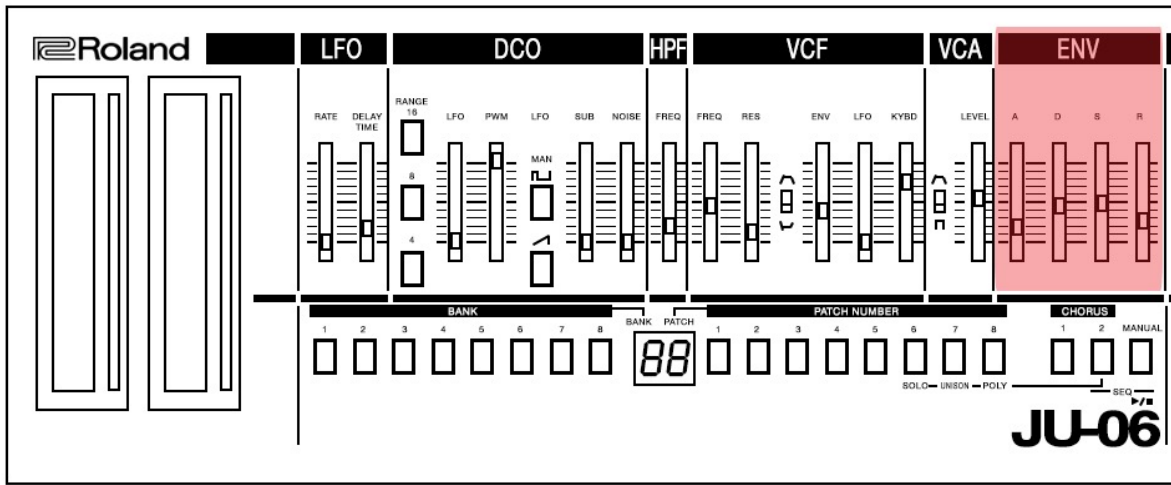 Roland
LFO DCO HPF VCF VCA ENV
RANGE
RATE DELAY TIME 16 LFO PWM LFO SUB NOISE FREQ FREQ RES ENV LFO KYBD LEVEL A D S R
MAN
8
4
BANK PATCH NUMBER CHORUS
BANK PATCH
1 2 3 4 5 6 7 8 88 1 2 3 4 5 6 7 8 1 2 MANUAL
SOLO UNISON POLY
SEQ
JU-06